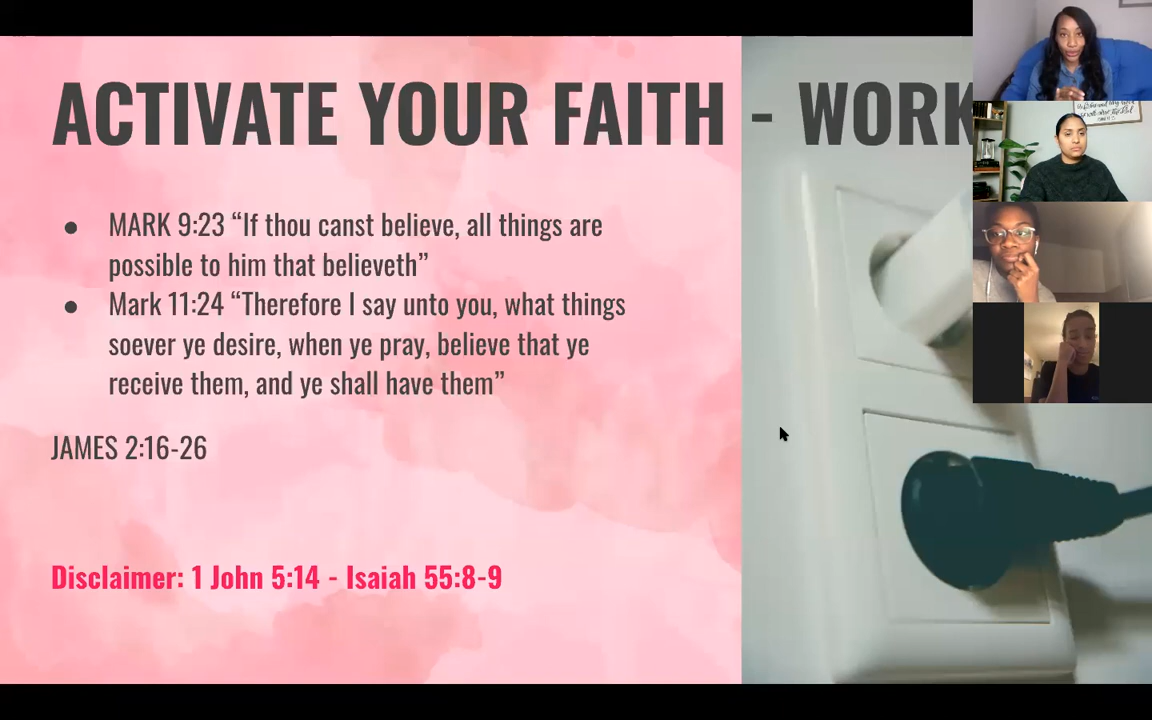 ACTIVATE YOUR FAITH - WORK
● MARK 9:23 “If thou canst believe, all things are
possible to him that believeth”
● Mark 11:24 “Therefore I say unto you, what things
soever ye desire, when ye pray, believe that ye
receive them, and ye shall have them”
JAMES 2:16-26
Disclaimer: 1 John 5:14 - Isaiah 55:8-9